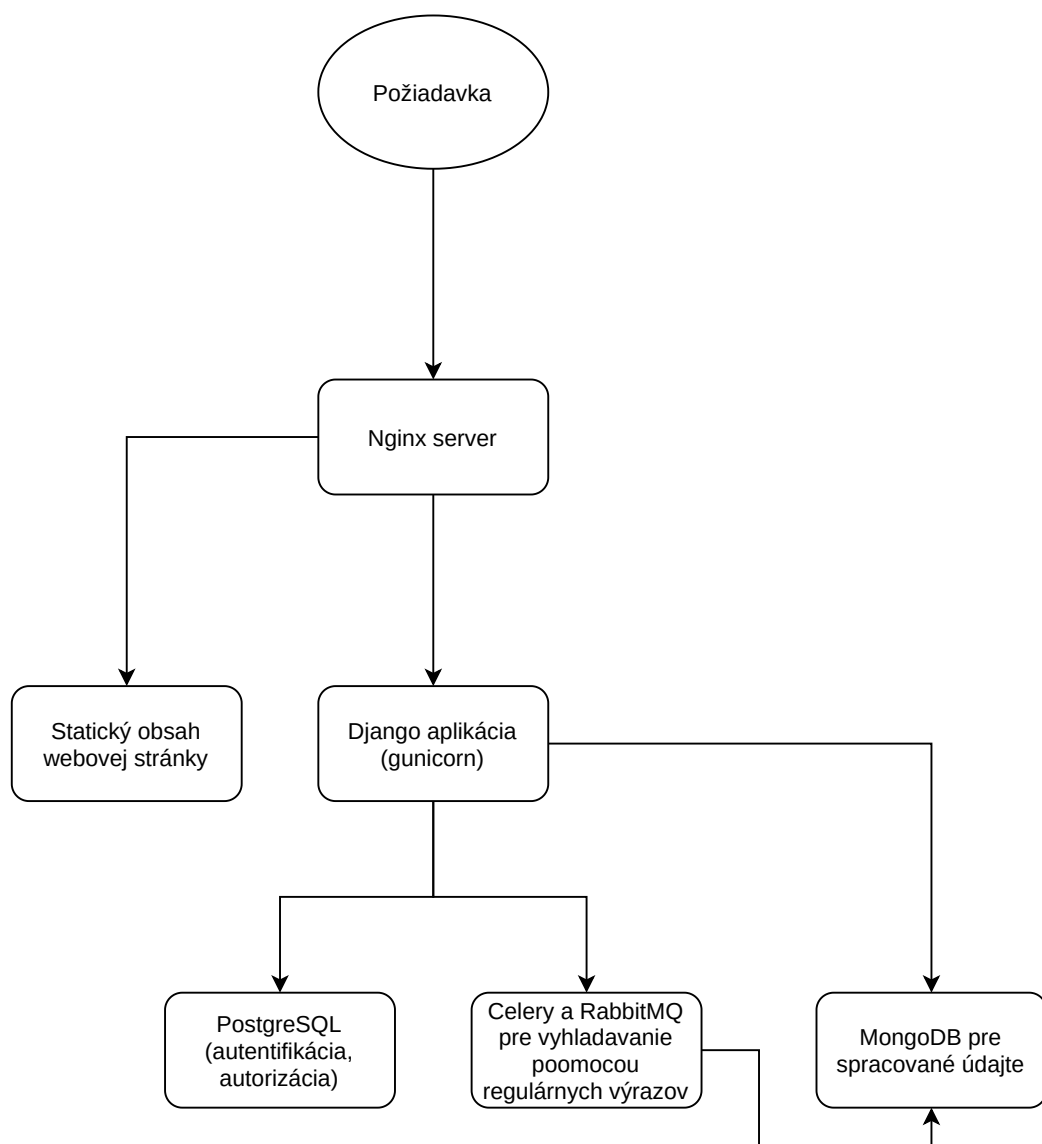 Požiadavka
Nginx server
Statický obsah
webovej stránky
Django aplikácia
(gunicorn)
PostgreSQL
(autentifikácia,
autorizácia)
Celery a RabbitMQ
pre vyhladavanie
poomocou
regulárnych výrazov
MongoDB pre
spracované údajte